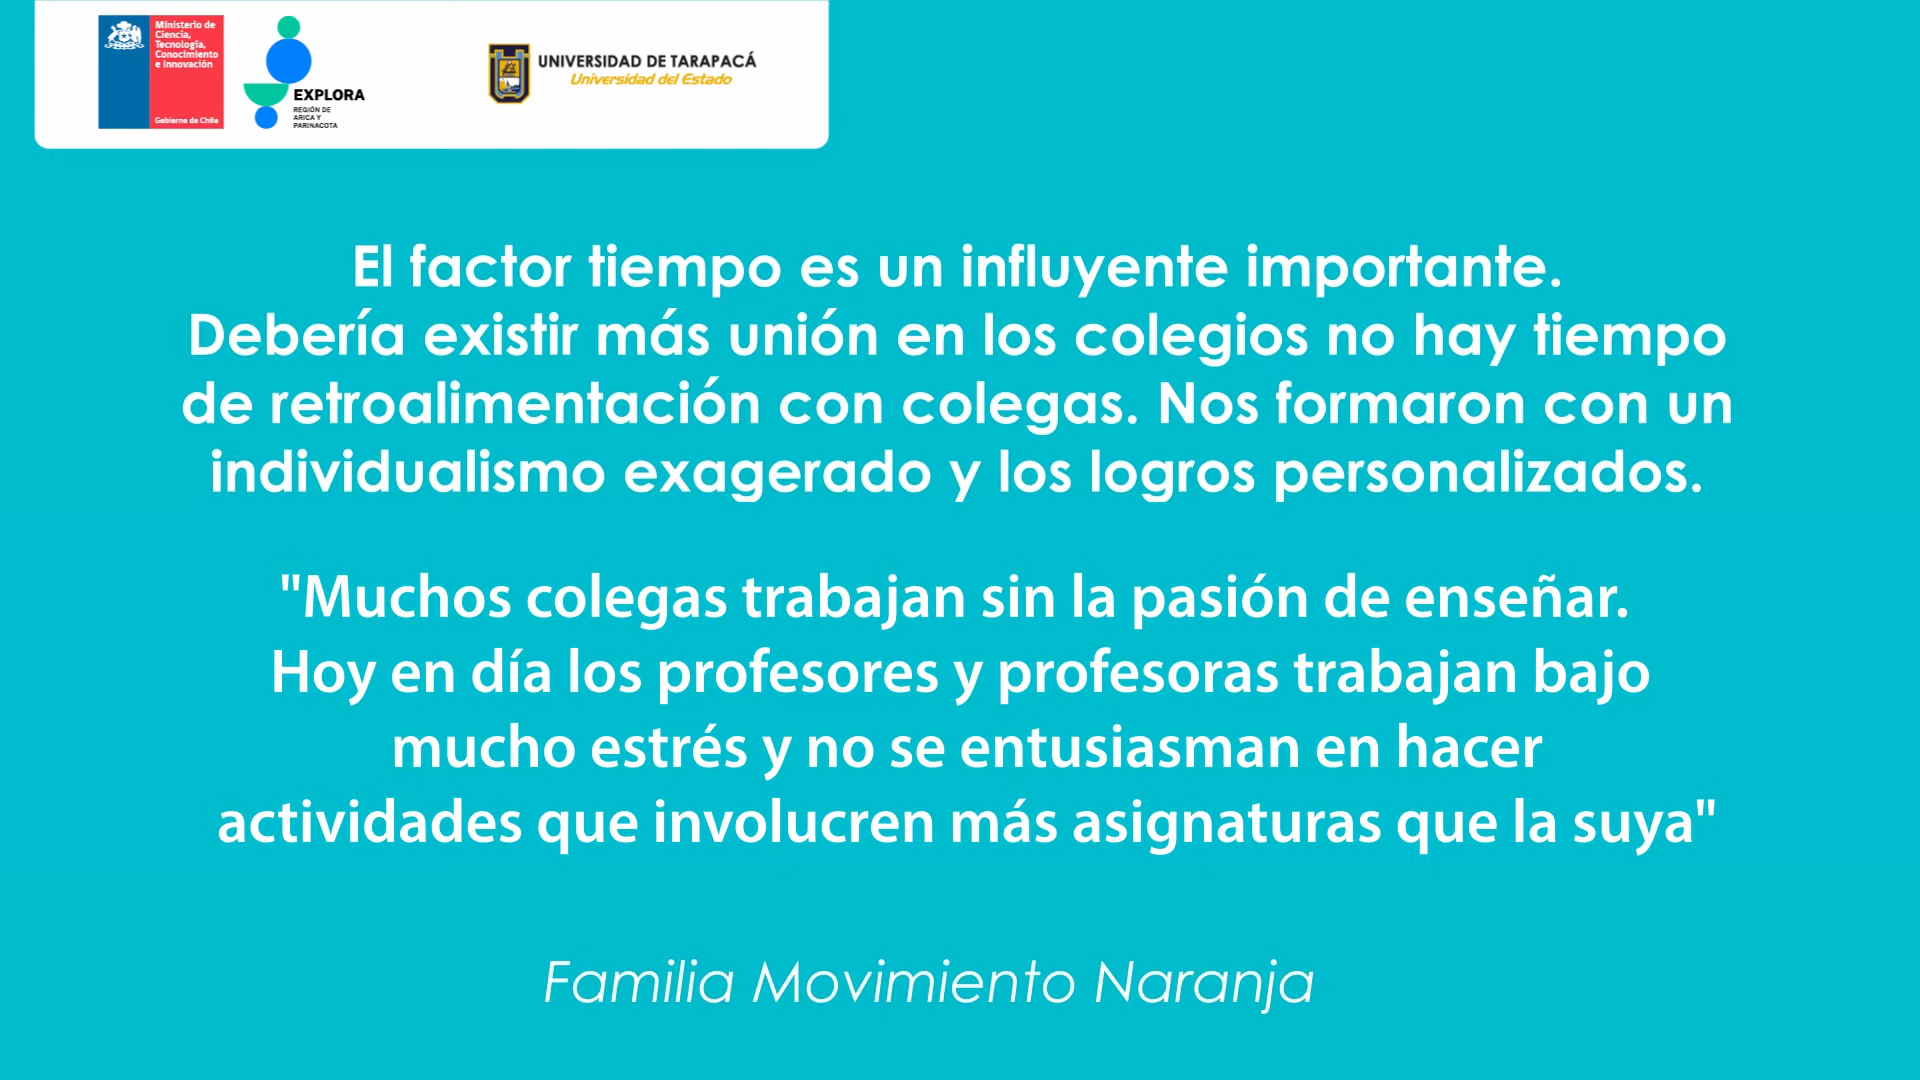 Ministerio de
Ciencia,
Tecnología,
Conocimiento
e Innovación
Gobierno de Chile
EXPLORA
REGIÓN DE
ARICA Y
PARINACOTA
UNIVERSIDAD DE TARAPACÁ
Universidad del Estado
El factor tiempo es un influyente importante.
Debería existir más unión en los colegios no hay tiempo
de retroalimentación con colegas. Nos formaron con un
individualismo exagerado y los logros personalizados.
"Muchos colegas trabajan sin la pasión de enseñar.
Hoy en día los profesores y profesoras trabajan bajo
mucho estrés y no se entusiasman en hacer
actividades que involucren más asignaturas que la suya"
Familia Movimiento Naranja